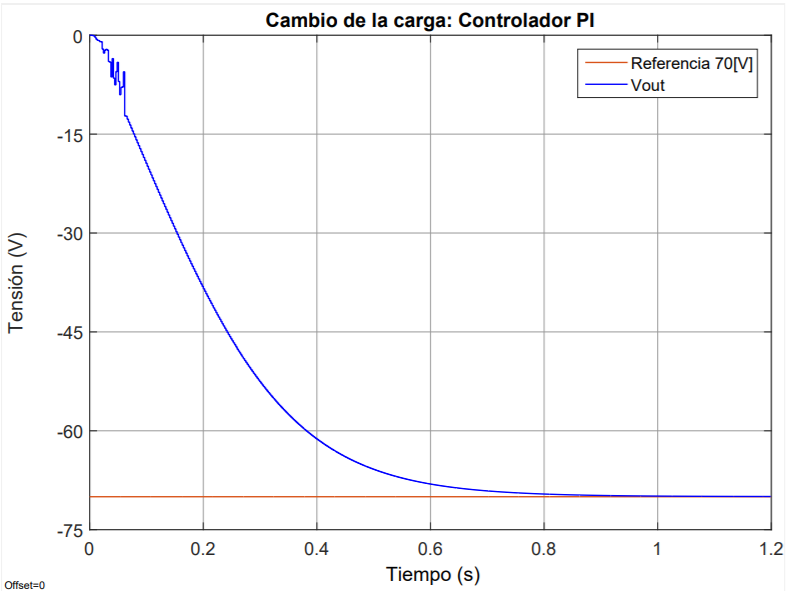 Cambio de la carga: Controlador PI
Referencia 70[V]
Vout
0
-15
-30
-45
-60
-75
Tensión (V)
0 0.2 0.4 0.6 0.8 1 1.2
Tiempo (s)
Offset=0